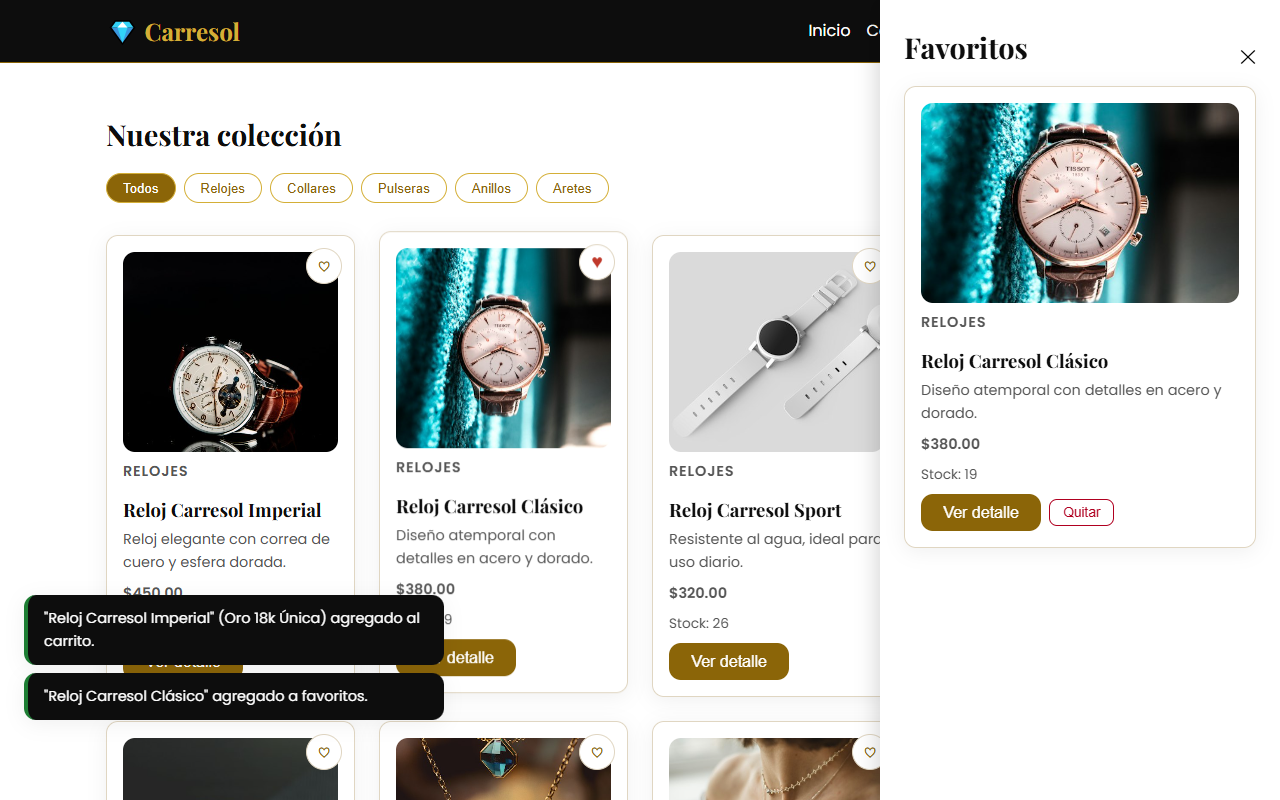 Carresol
Inicio
Nuestra colección
Todos
Relojes
Collares
Pulseras
Anillos
Aretes
RELOJES
Reloj Carresol Imperial
Reloj elegante con correa de
cuero y esfera dorada.
$450.00
TISSOT
RELOJES
Reloj Carresol Clásico
Diseño atemporal con
detalles en acero y dorado.
$380.00
9
detalle
RELOJES
Reloj Carresol Sport
Resistente al agua, ideal para
uso diario.
$320.00
Stock: 26
Ver detalle
"Reloj Carresol Imperial" (Oro 18k Única) agregado al
carrito.
"Reloj Carresol Clásico" agregado a favoritos.
Favoritos
TISSOT
1853
RELOJES
Reloj Carresol Clásico
Diseño atemporal con detalles en acero y
dorado.
$380.00
Stock: 19
Ver detalle
Quitar